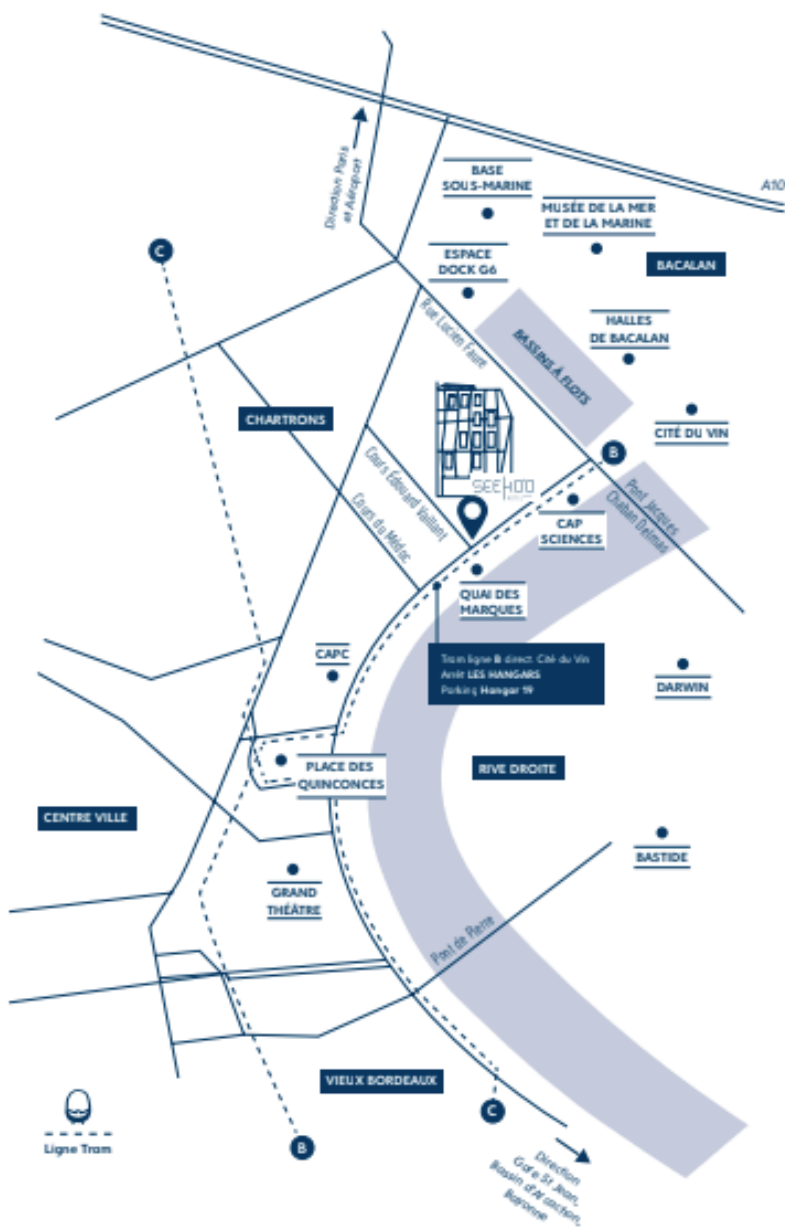 A10
Direction Paris
et Aéroport
BASE
SOUS-MARINE
MUSÉE DE LA MER
ET DE LA MARINE
C
ESPACE
DOCK G6
BACALAN
Rue Lucien Faure
BASSINS À FLOTS
HALLES
DE BACALAN
CHARTRONS
CITÉ DU VIN
B
Cours Edouard Vaillant
Cours du Médoc
SEEKOO
Pont Jacques
Chaban Delmas
CAP
SCIENCES
QUAI DES
MARQUES
CAPC
Tram ligne B direct. Cité du Vin
Arrêt LES HANGARS
Parking Hangar 19
DARWIN
PLACE DES
QUINCONCES
RIVE DROITE
CENTRE VILLE
BASTIDE
GRAND
THÉÂTRE
Pont de Pierre
VIEUX BORDEAUX
C
B
Ligne Tram
Direction
Gare St Jean,
Bassin d'Arcachon,
Bayonne